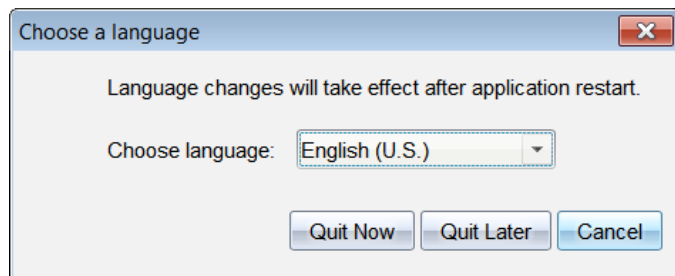 Choose a language
Language changes will take effect after application restart.
Choose language: English (U.S.)
Quit Now Quit Later Cancel